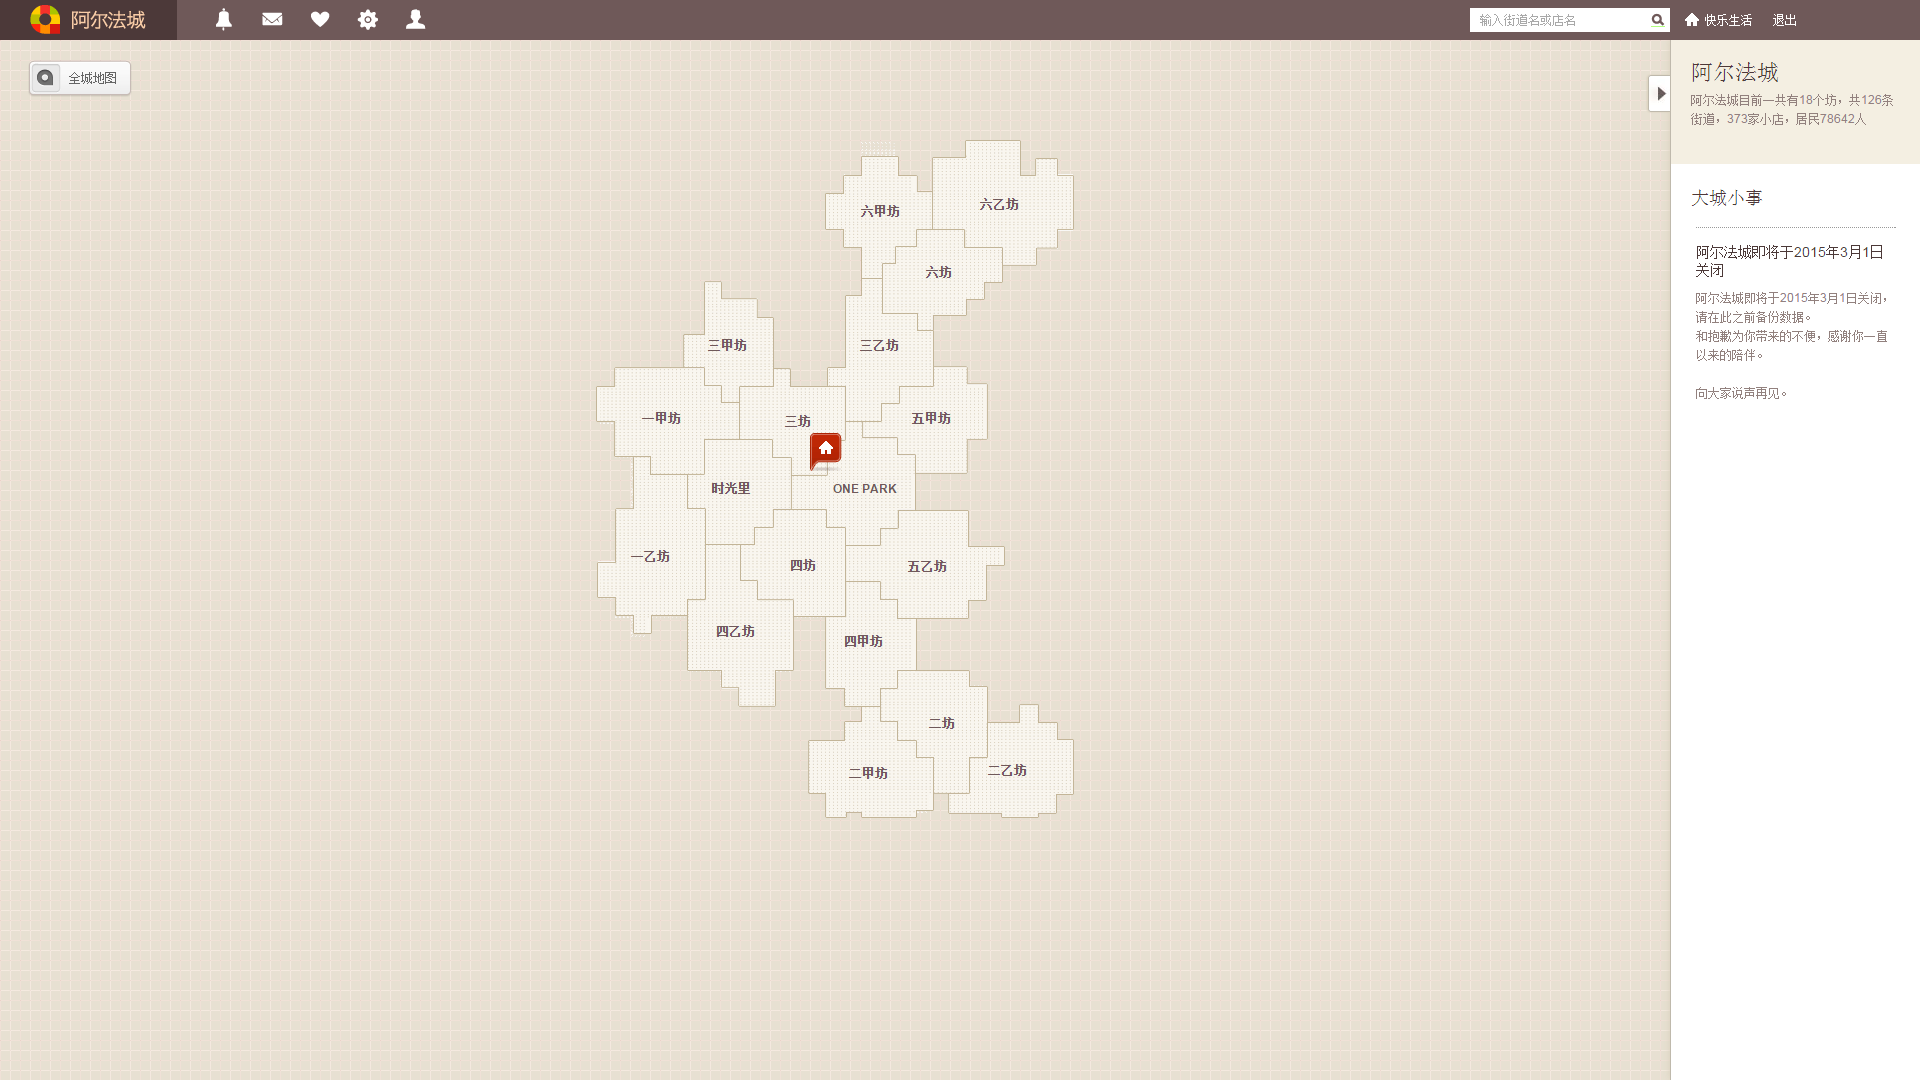 阿尔法城
输入街道名或店名
快乐生活
退出
全城地图
阿尔法城
阿尔法城目前一共有18个坊，共126条
街道，373家小店，居民78642人
大城小事
阿尔法城即将于2015年3月1日
关闭
阿尔法城即将于2015年3月1日关闭，
请在此之前备份数据。
和抱歉为你带来的不便，感谢你一直
以来的陪伴。
向大家说声再见。
六甲坊
六乙坊
六坊
三甲坊
三乙坊
一甲坊
三坊
五甲坊
时光里
ONE PARK
一乙坊
四坊
五乙坊
四乙坊
四甲坊
二坊
二甲坊
二乙坊